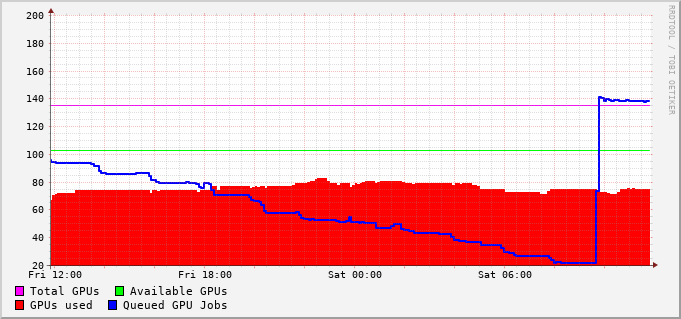 200
180
160
140
120
100
80
60
40
20
Fri 12:00 Fri 18:00 Sat 00:00 Sat 06:00
Total GPUs Available GPUs
GPUs used Queued GPU Jobs
RRDTOOL / TOBI OETIKER